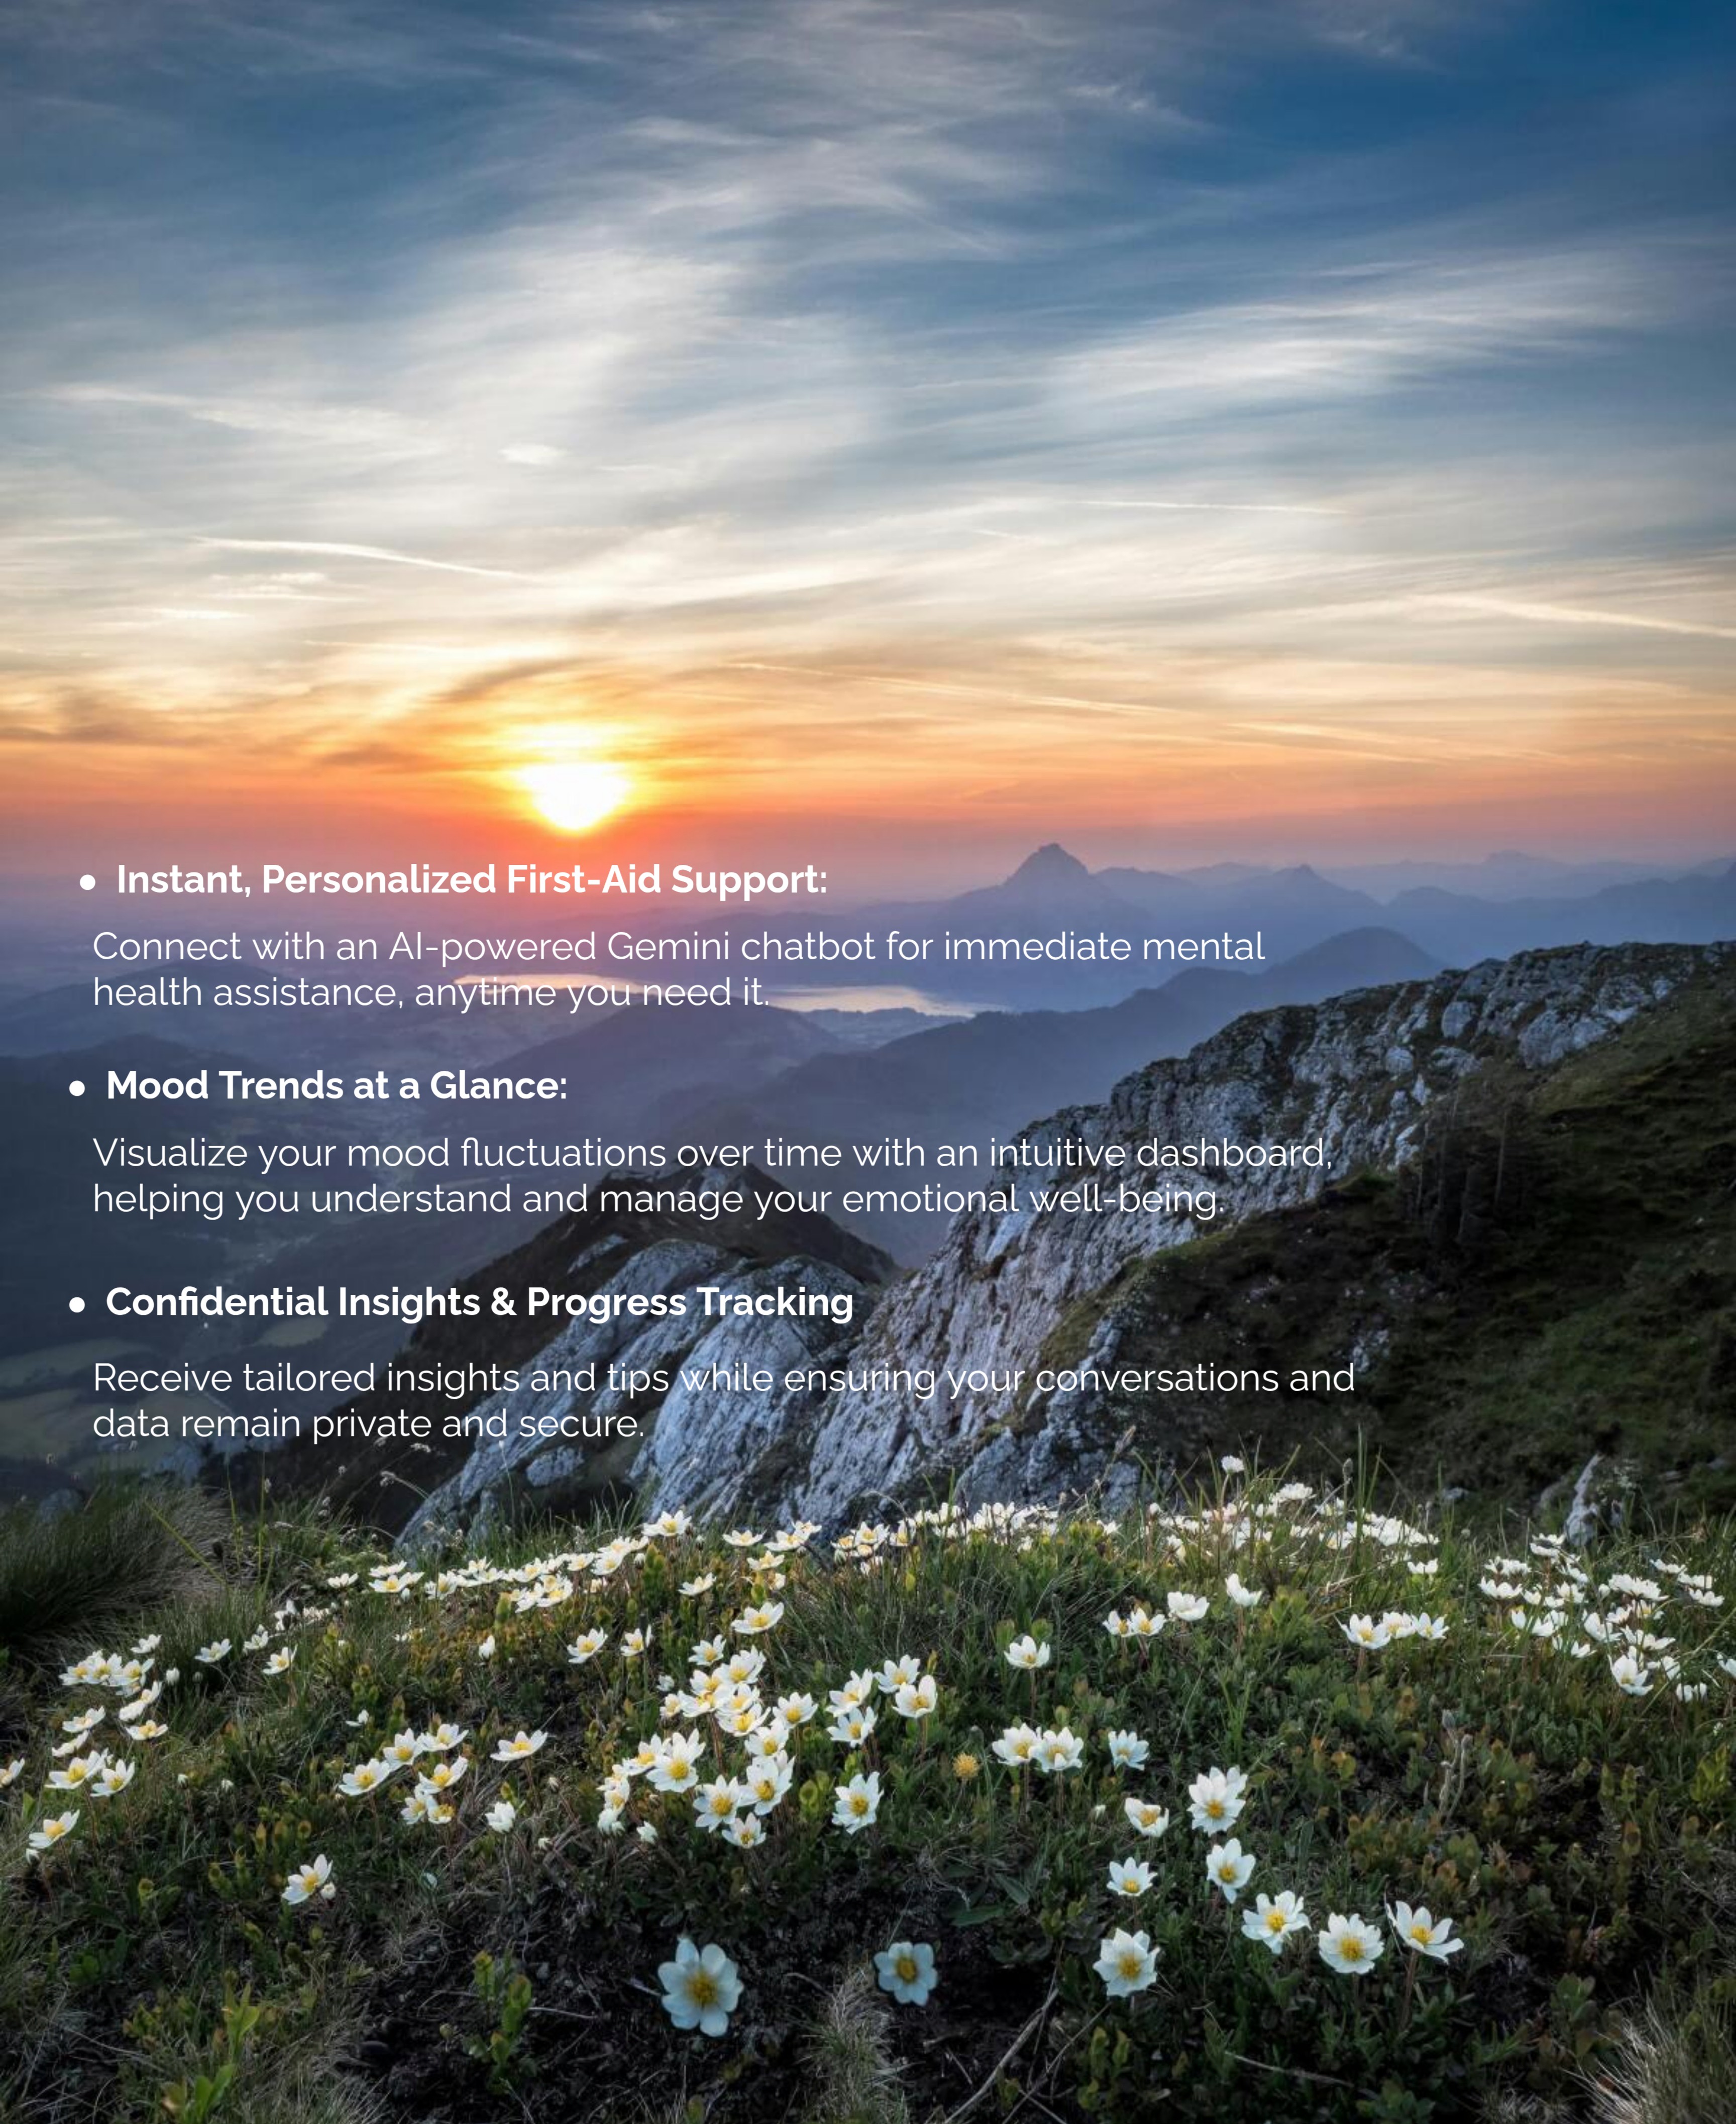 ● Instant, Personalized First-Aid Support:
Connect with an AI-powered Gemini chatbot for immediate mental
health assistance, anytime you need it.
● Mood Trends at a Glance:
Visualize your mood fluctuations over time with an intuitive dashboard,
helping you understand and manage your emotional well-being.
● Confidential Insights & Progress Tracking
Receive tailored insights and tips while ensuring your conversations and
data remain private and secure.